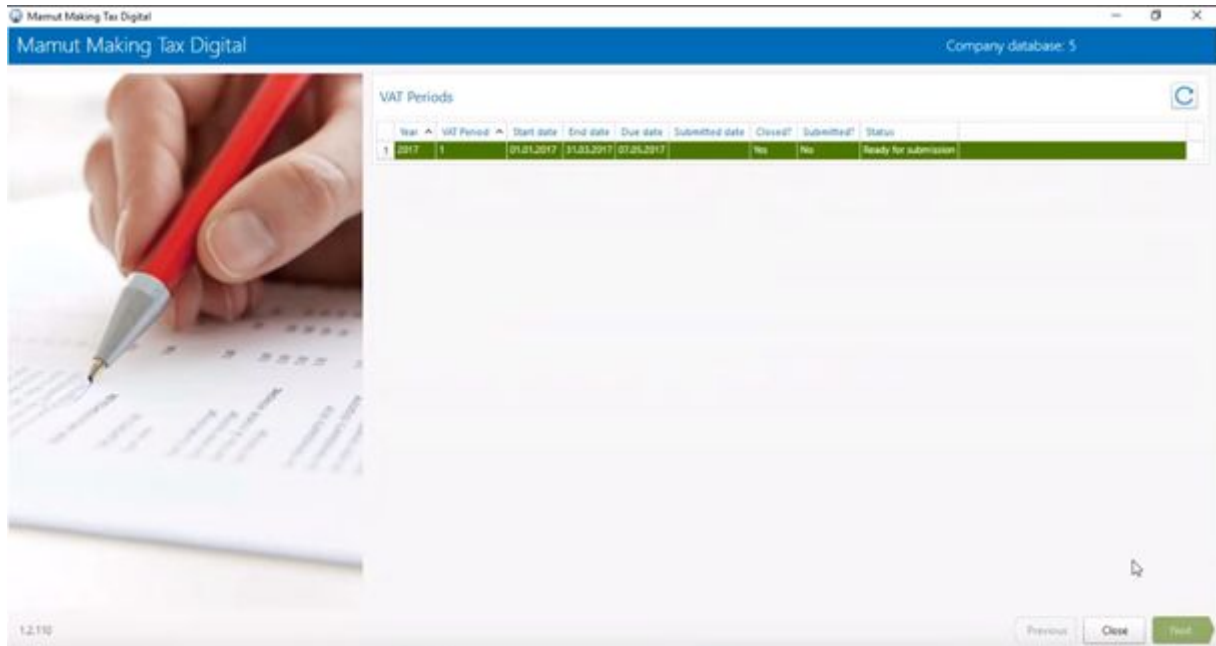 Mamut Making Tax Digital
Mamut Making Tax Digital Company database: 5
VAT Periods
Year VAT Period Start date End date Due date Submitted date Closed? Submitted? Status
1 2017 1 01.01.2017 31.03.2017 07.05.2017 Yes No Ready for submission
1.2.110 Previous Close Next